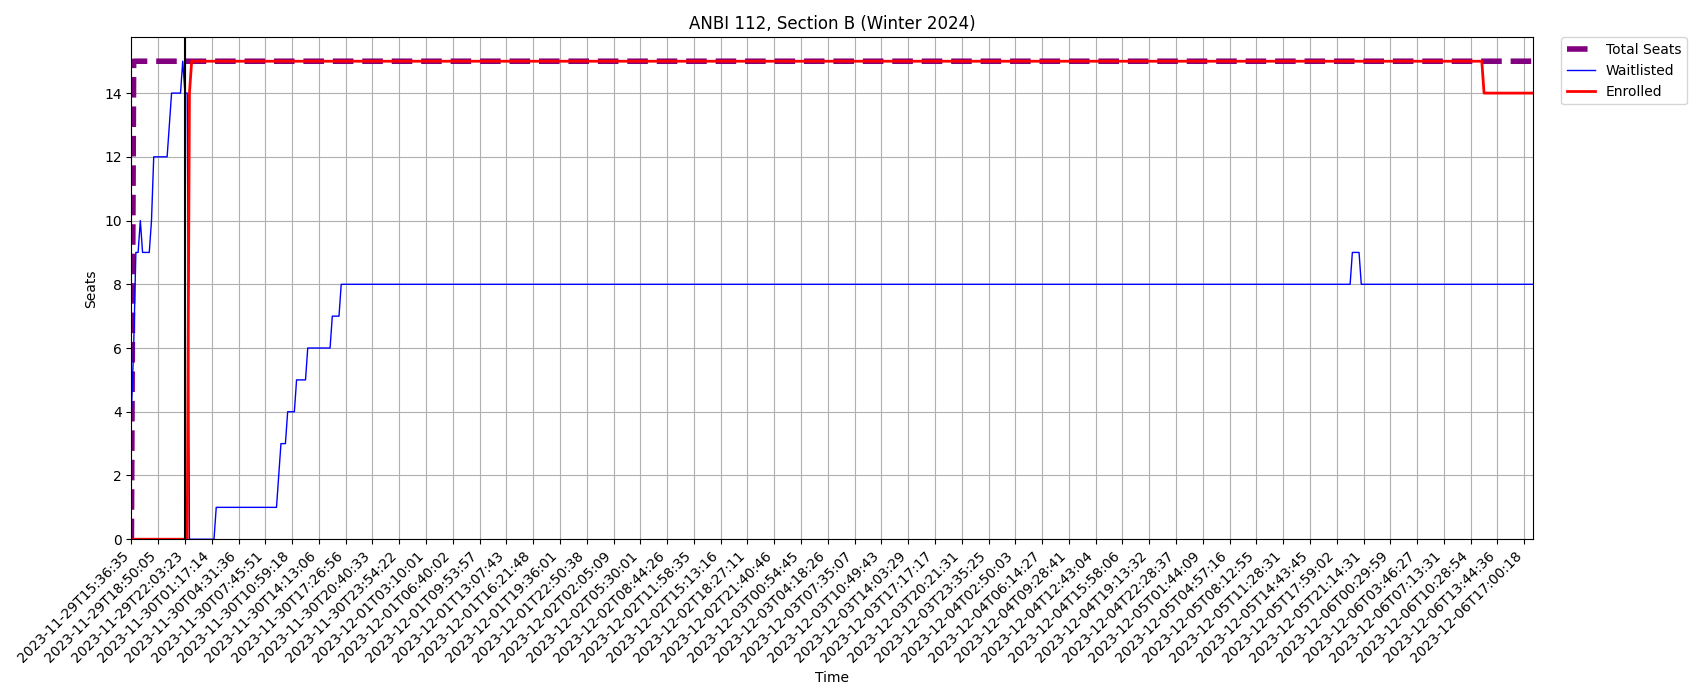 ANBI 112, Section B (Winter 2024)
Total Seats
Waitlisted
Enrolled
Seats
14
12
10
8
6
4
2
0
2023-11-29T15:36:35
2023-11-29T18:50:05
2023-11-29T22:03:23
2023-11-30T01:17:14
2023-11-30T04:31:36
2023-11-30T07:45:51
2023-11-30T10:59:18
2023-11-30T14:13:06
2023-11-30T17:26:56
2023-11-30T20:40:33
2023-11-30T23:54:22
2023-12-01T03:10:01
2023-12-01T06:40:02
2023-12-01T09:53:57
2023-12-01T13:07:43
2023-12-01T16:21:48
2023-12-01T19:36:01
2023-12-01T22:50:38
2023-12-02T02:05:09
2023-12-02T05:30:01
2023-12-02T08:44:26
2023-12-02T11:58:35
2023-12-02T15:13:16
2023-12-02T18:27:11
2023-12-02T21:40:46
2023-12-03T00:54:45
2023-12-03T04:18:26
2023-12-03T07:35:07
2023-12-03T10:49:43
2023-12-03T14:03:29
2023-12-03T17:17:17
2023-12-03T20:21:31
2023-12-03T23:35:25
2023-12-04T02:50:03
2023-12-04T06:14:27
2023-12-04T09:28:41
2023-12-04T12:43:04
2023-12-04T15:58:06
2023-12-04T19:13:32
2023-12-04T22:28:37
2023-12-05T01:44:09
2023-12-05T04:57:16
2023-12-05T08:12:55
2023-12-05T11:28:31
2023-12-05T14:43:45
2023-12-05T17:59:02
2023-12-05T21:14:31
2023-12-06T00:29:59
2023-12-06T03:46:27
2023-12-06T07:13:31
2023-12-06T10:28:54
2023-12-06T13:44:36
2023-12-06T17:00:18
Time